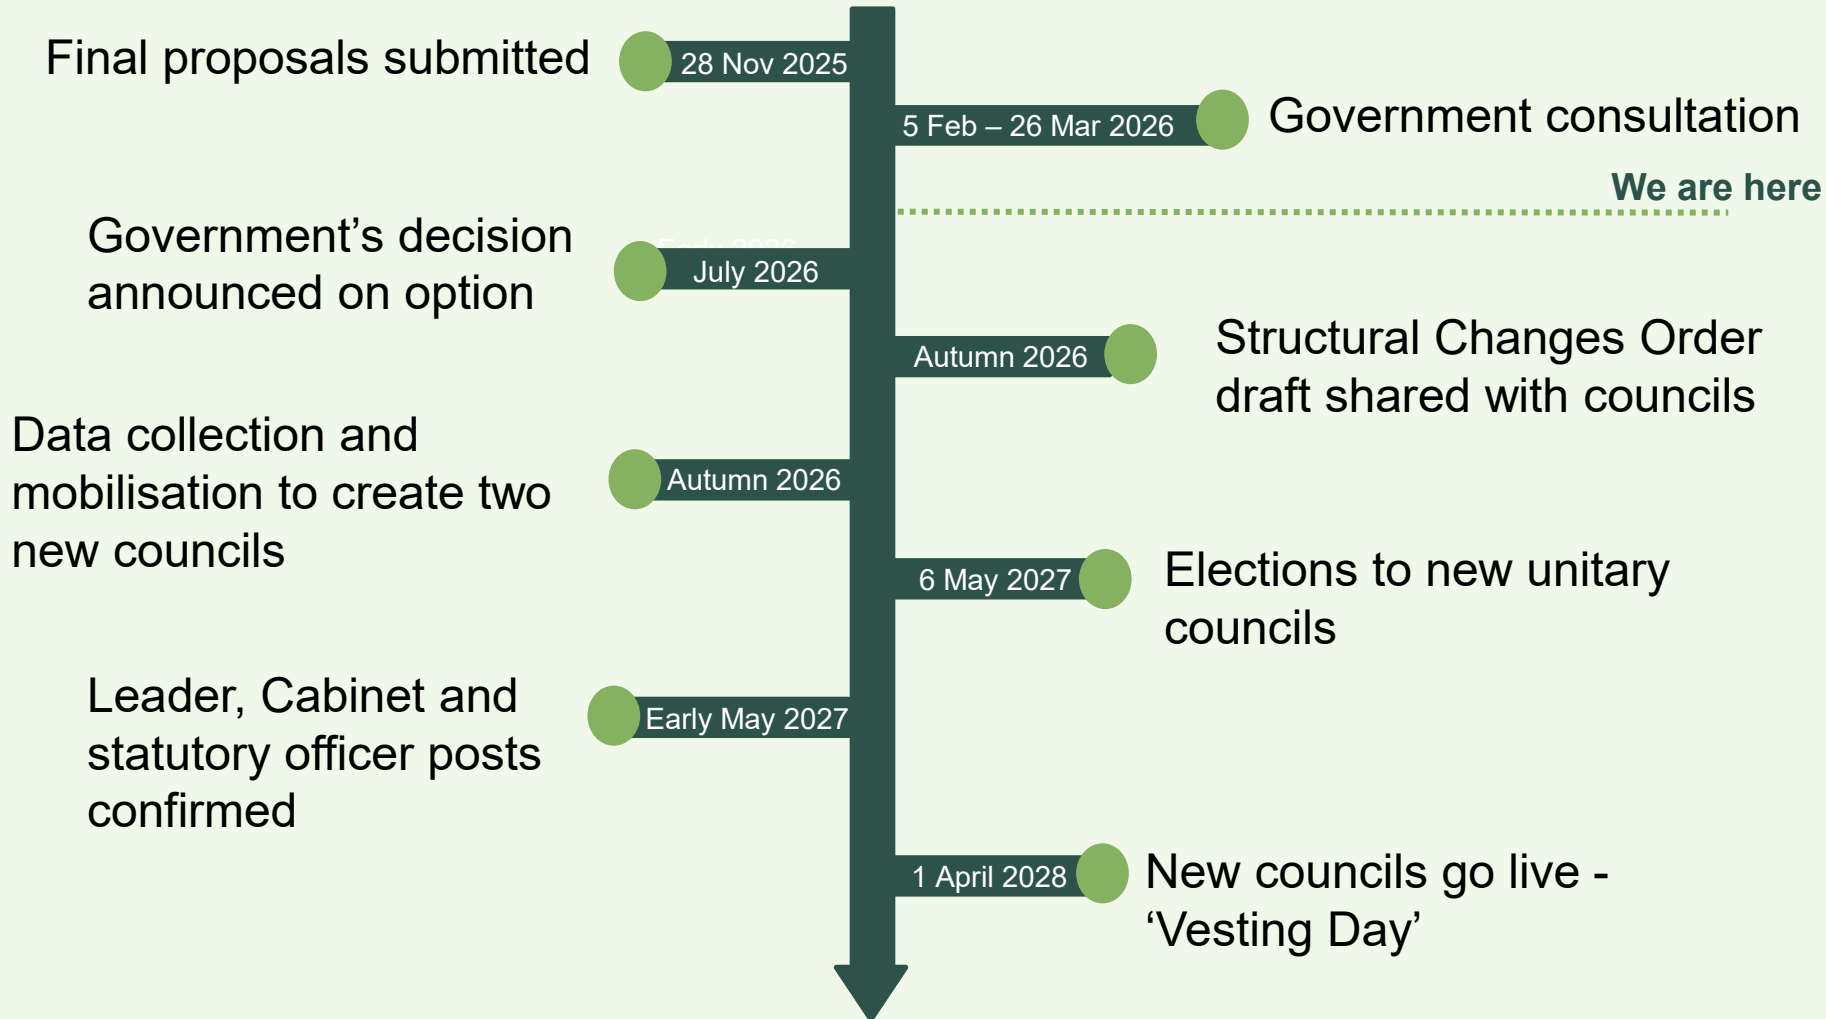 Final proposals submitted
28 Nov 2025
5 Feb – 26 Mar 2026
Government consultation
We are here
Government’s decision
announced on option
Early 2026
July 2026
Autumn 2026
Structural Changes Order
draft shared with councils
Data collection and
mobilisation to create two
new councils
Autumn 2026
6 May 2027
Elections to new unitary
councils
Leader, Cabinet and
statutory officer posts
confirmed
Early May 2027
1 April 2028
New councils go live -
‘Vesting Day’